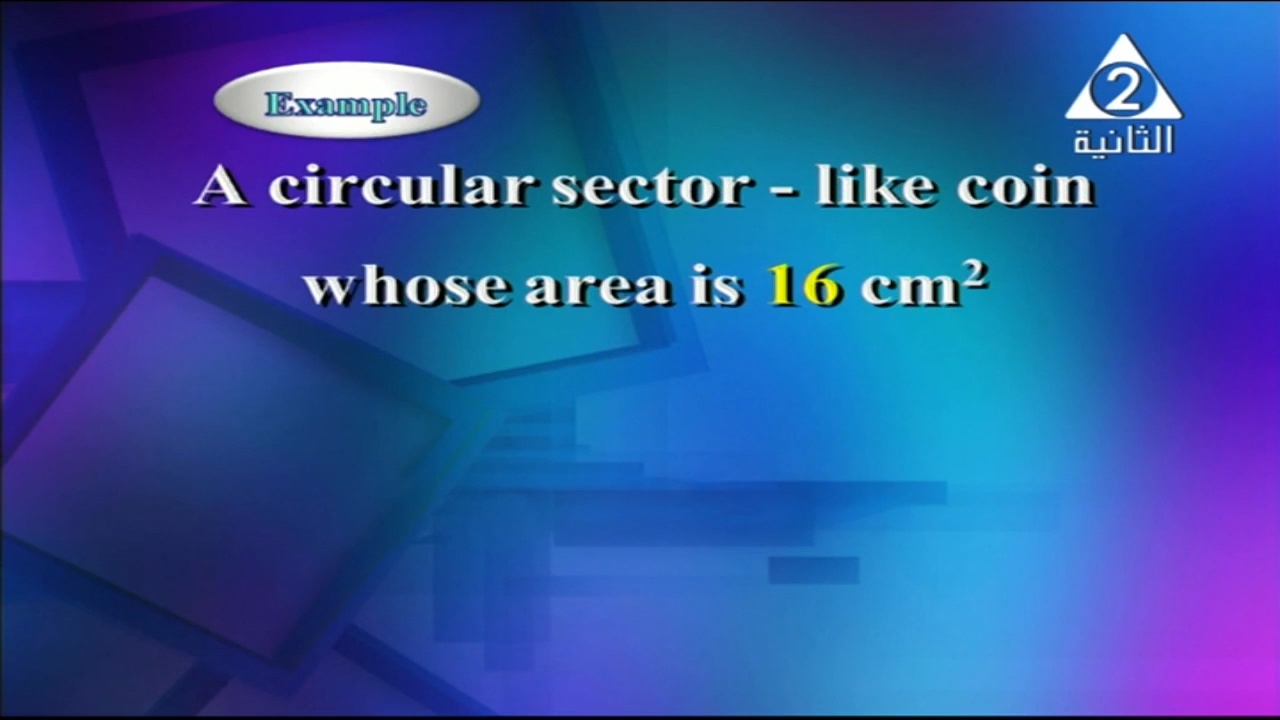 Example
2
الثانية
A circular sector - like coin
whose area is 16 cm²